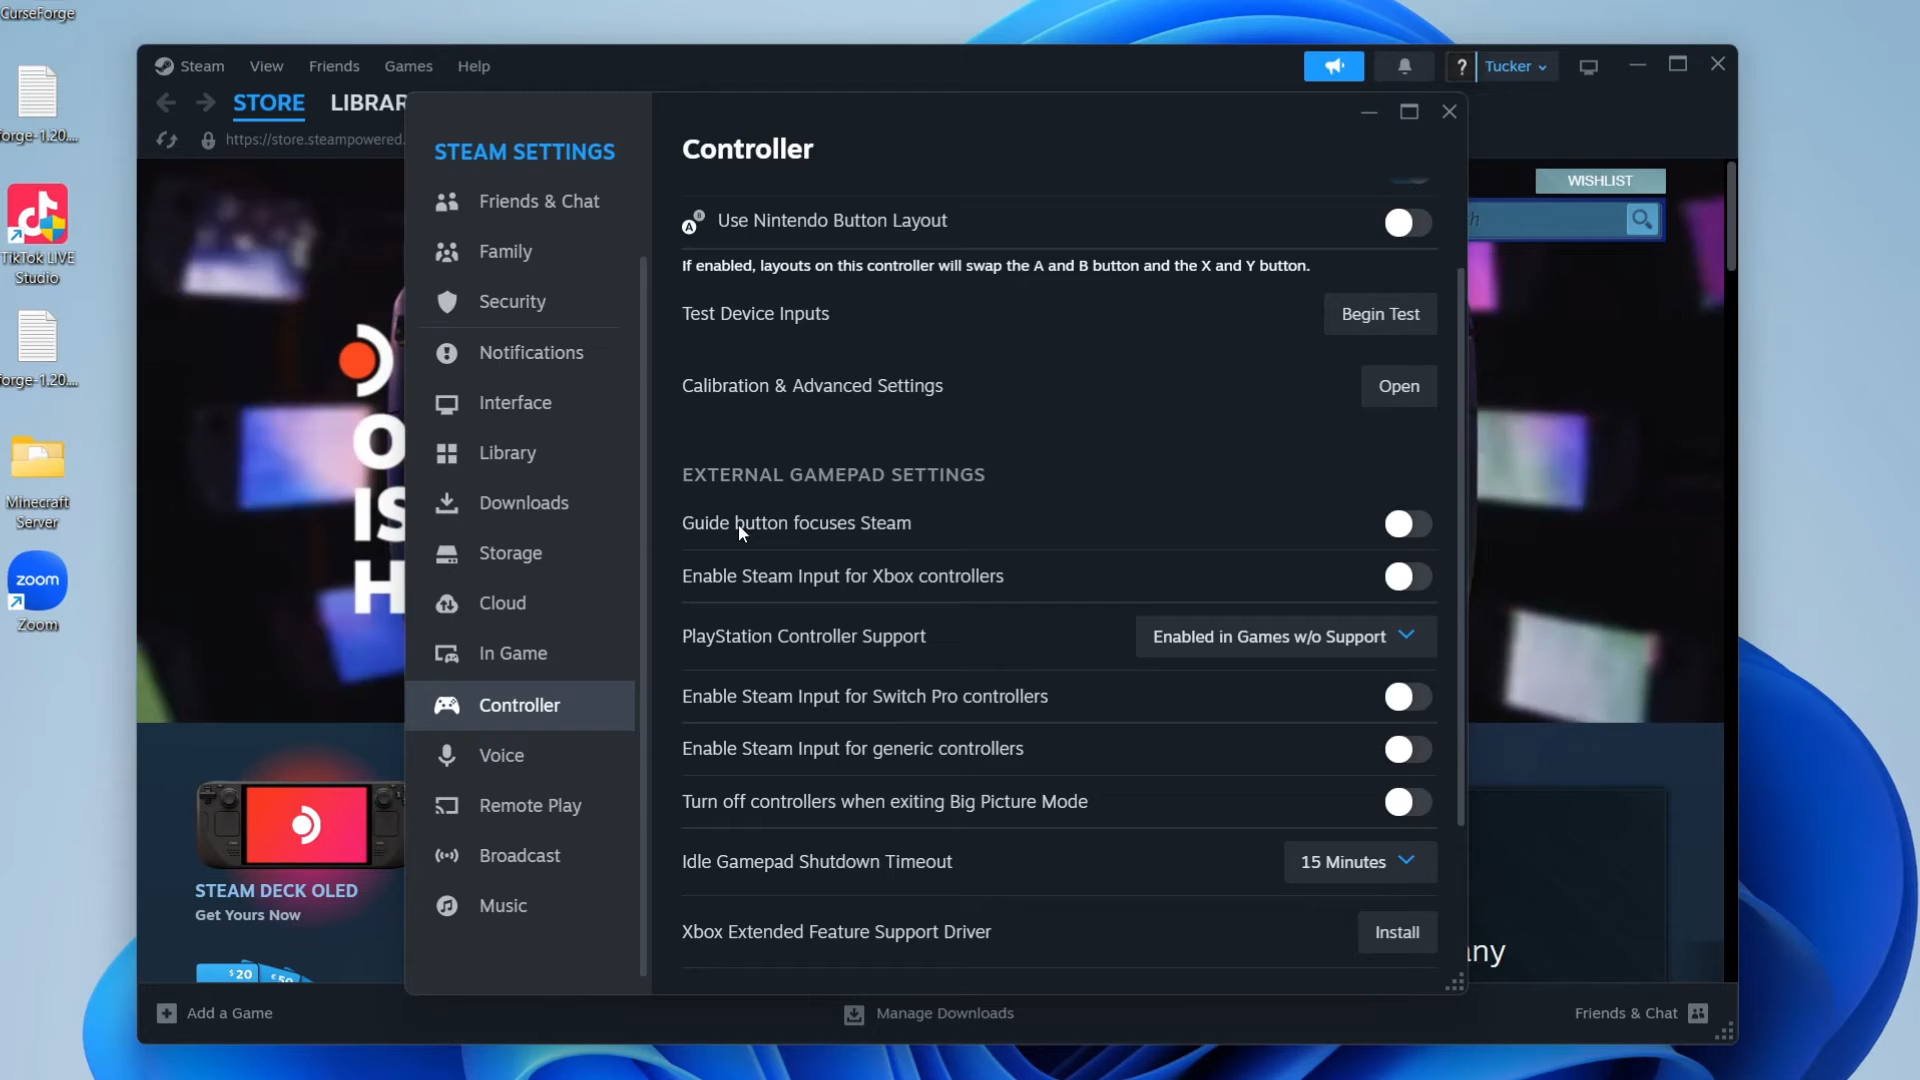 CurseForge
Steam View Friends Games Help
? Tucker
STORE LIBRAR
https://store.steampowered.
forge-1.20....
TikTok LIVE
Studio
forge-1.20....
Minecraft
Server
zoom
Zoom
WISHLIST
O
IS
H
STEAM DECK OLED
Get Yours Now
$20
STEAM SETTINGS
Friends & Chat
Family
Security
Notifications
Interface
Library
Downloads
Storage
Cloud
In Game
Controller
Voice
Remote Play
Broadcast
Music
Controller
Use Nintendo Button Layout
If enabled, layouts on this controller will swap the A and B button and the X and Y button.
Test Device Inputs Begin Test
Calibration & Advanced Settings Open
EXTERNAL GAMEPAD SETTINGS
Guide button focuses Steam
Enable Steam Input for Xbox controllers
PlayStation Controller Support Enabled in Games w/o Support
Enable Steam Input for Switch Pro controllers
Enable Steam Input for generic controllers
Turn off controllers when exiting Big Picture Mode
Idle Gamepad Shutdown Timeout 15 Minutes
Xbox Extended Feature Support Driver Install
any
Add a Game
Manage Downloads
Friends & Chat